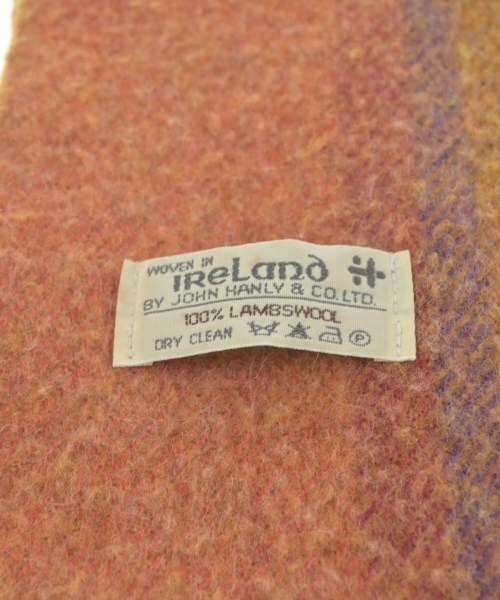 WOVEN IN
IReLanD
BY JOHN HANLY & CO. LTD.
100% LAMBSWOOL
DRY CLEAN P